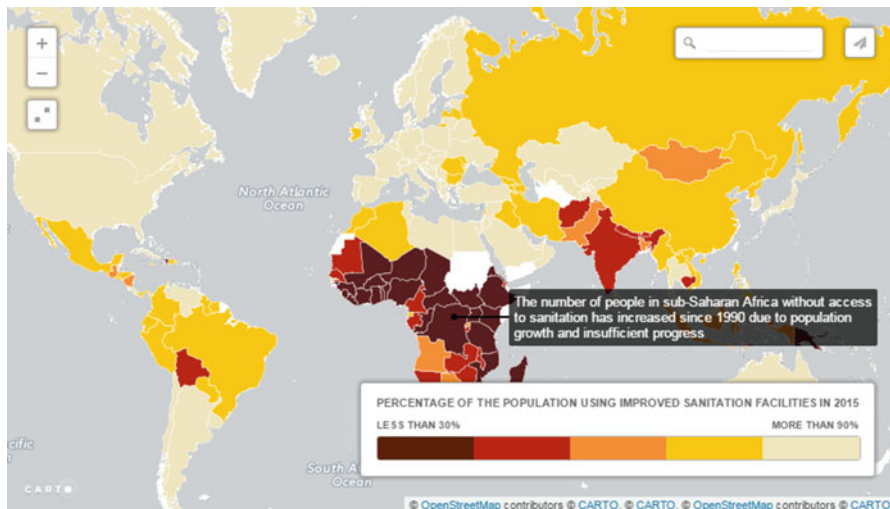 +
−
North Atlantic
Ocean
The number of people in sub-Saharan Africa without access
to sanitation has increased since 1990 due to population
growth and insufficient progress
PERCENTAGE OF THE POPULATION USING IMPROVED SANITATION FACILITIES IN 2015
LESS THAN 30% MORE THAN 90%
South A
Ocean
cific
CARTO
© OpenStreetMap contributors © CARTO, © CARTO, © OpenStreetMap contributors © CARTO